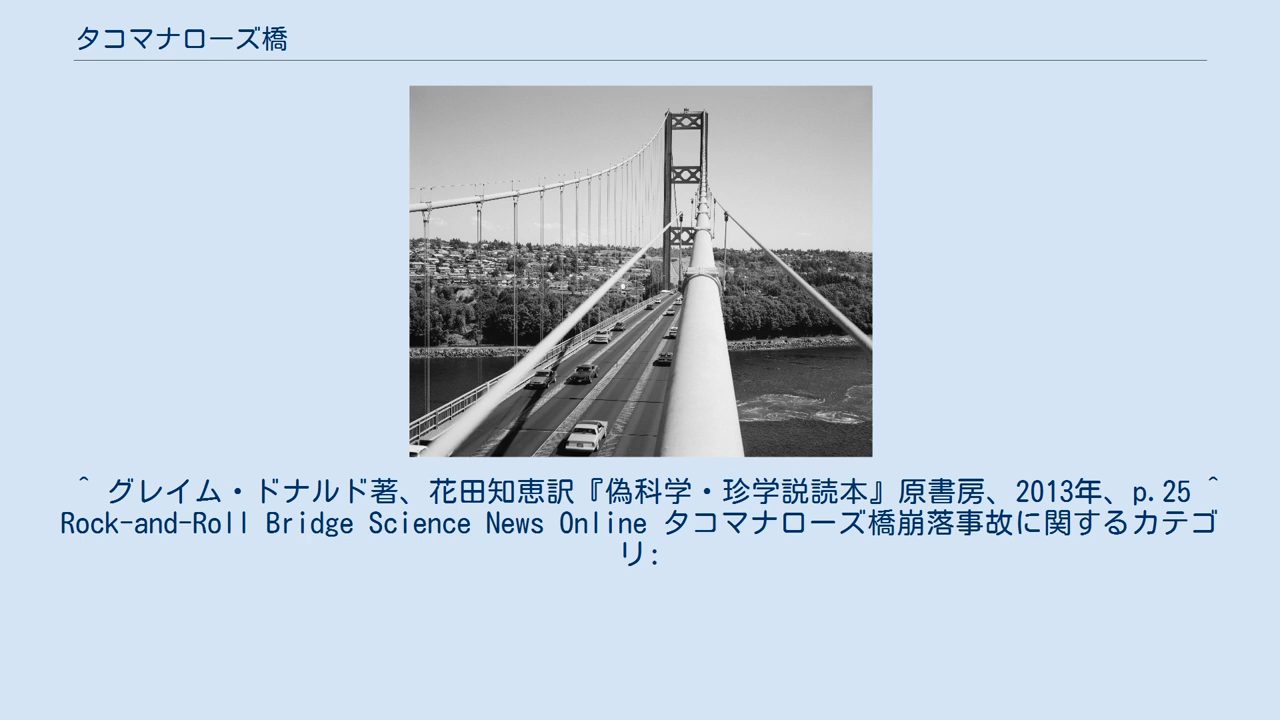 タコマナローズ橋
^ グレイム・ドナルド著、花田知恵訳『偽科学・珍学説読本』原書房、2013年、p.25 ^
Rock-and-Roll Bridge Science News Online タコマナローズ橋崩落事故に関するカテゴ
リ: